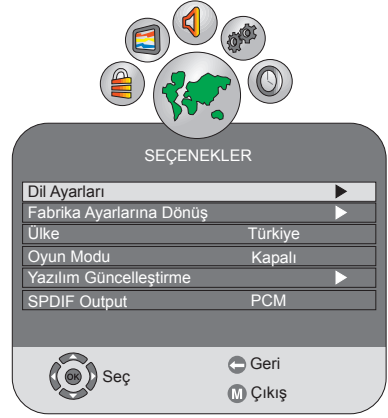 SEÇENEKLER
Dil Ayarları
Fabrika Ayarlarına Dönüş
Ülke Türkiye
Oyun Modu Kapalı
Yazılım Güncelleştirme
SPDIF Output PCM
OK Seç
Geri
M Çıkış